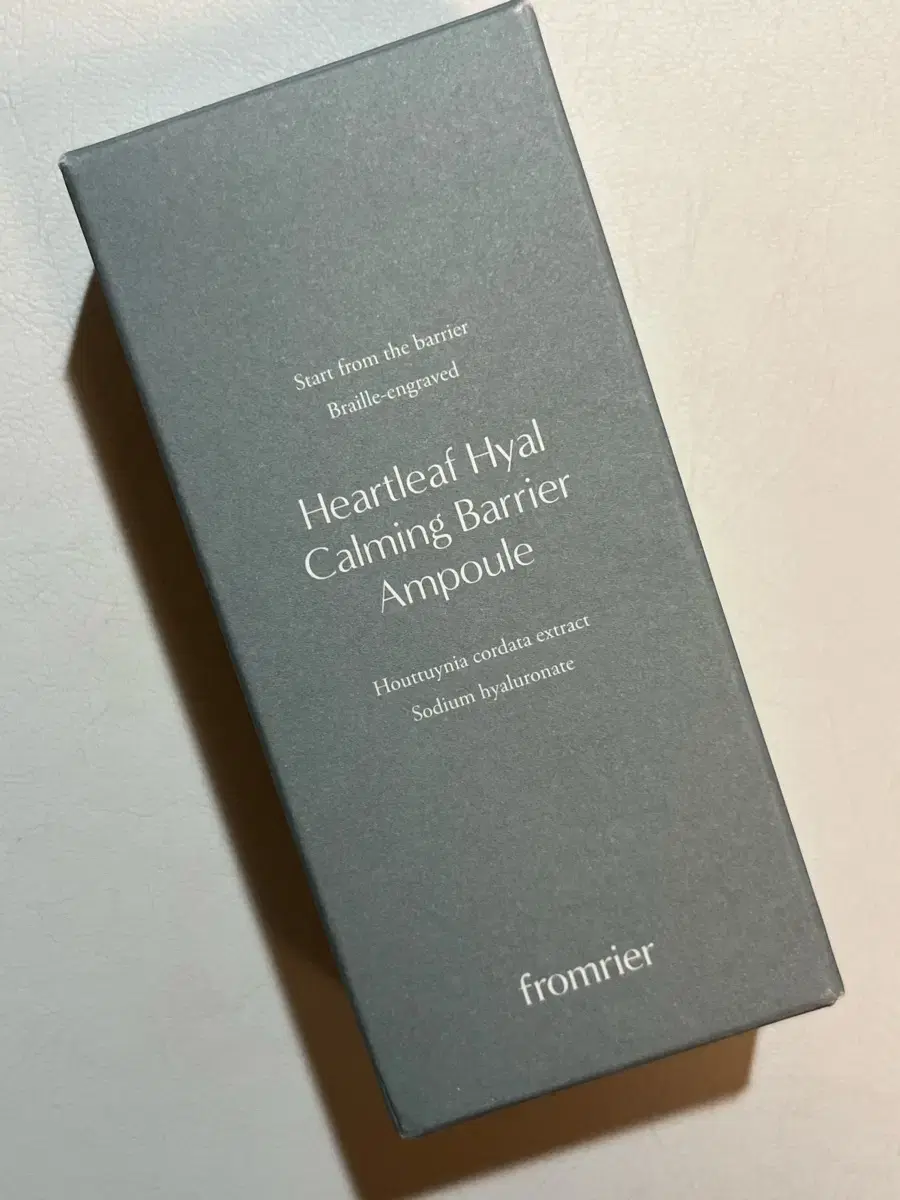 Start from the barrier
Braille-engraved
Heartleaf Hyal
Calming Barrier
Ampoule
Houttuynia cordata extract
Sodium hyaluronate
fromrier